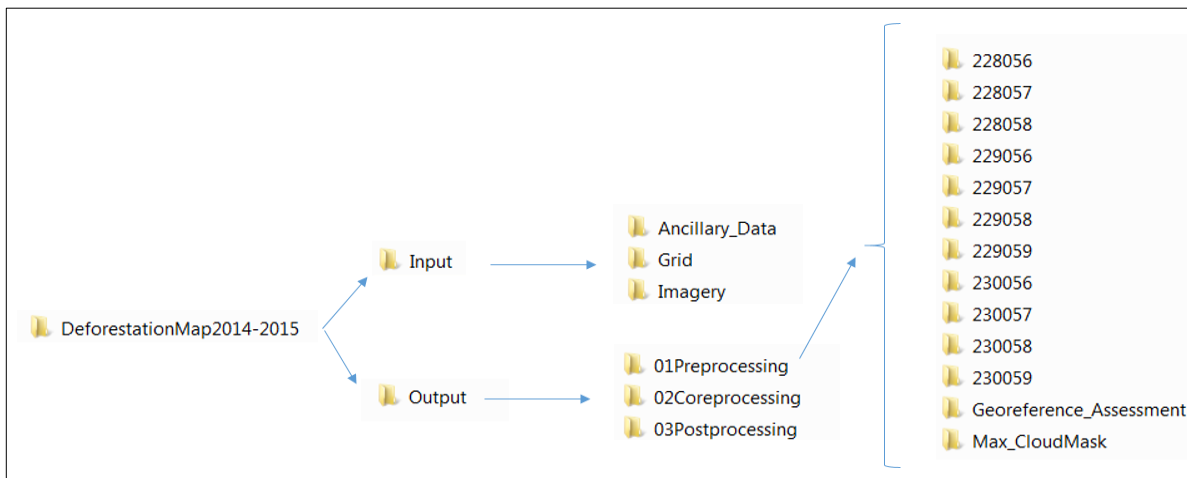 DeforestationMap2014-2015
Input
Output
Ancillary_Data
Grid
Imagery
01Preprocessing
02Coreprocessing
03Postprocessing
228056
228057
228058
229056
229057
229058
229059
230056
230057
230058
230059
Georeference_Assessment
Max_CloudMask